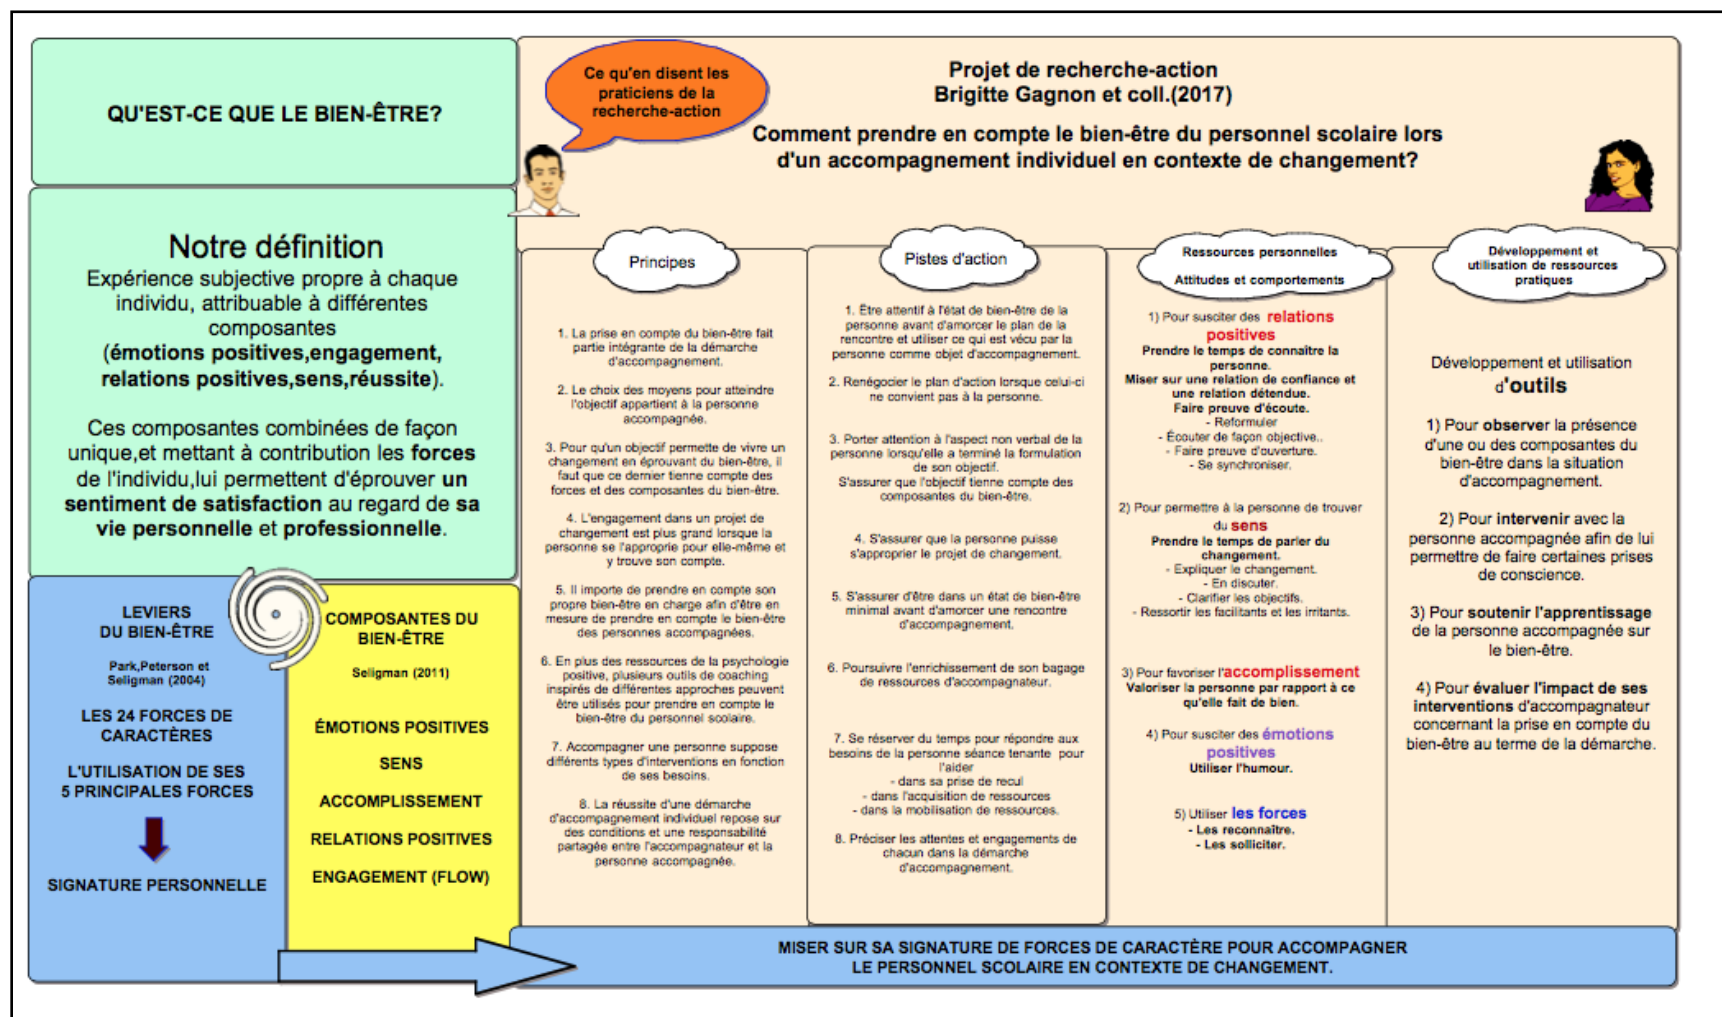 QU'EST-CE QUE LE BIEN-ÊTRE?
Notre définition
Expérience subjective propre à chaque
individu, attribuable à différentes
composantes
(émotions positives,engagement,
relations positives,sens,réussite).
Ces composantes combinées de façon
unique,et mettant à contribution les forces
de l'individu,lui permettent d'éprouver un
sentiment de satisfaction au regard de sa
vie personnelle et professionnelle.
LEVIERS
DU BIEN-ÊTRE
Park,Peterson et
Seligman (2004)
LES 24 FORCES DE
CARACTÈRES
L'UTILISATION DE SES
5 PRINCIPALES FORCES
SIGNATURE PERSONNELLE
COMPOSANTES DU
BIEN-ÊTRE
Seligman (2011)
ÉMOTIONS POSITIVES
SENS
ACCOMPLISSEMENT
RELATIONS POSITIVES
ENGAGEMENT (FLOW)
Ce qu'en disent les
praticiens de la
recherche-action
Projet de recherche-action
Brigitte Gagnon et coll.(2017)
Comment prendre en compte le bien-être du personnel scolaire lors
d'un accompagnement individuel en contexte de changement?
Principes
1. La prise en compte du bien-être fait
partie intégrante de la démarche
d'accompagnement.
2. Le choix des moyens pour atteindre
l'objectif appartient à la personne
accompagnée.
3. Pour qu'un objectif permette de vivre un
changement en éprouvant du bien-être, il
faut que ce dernier tienne compte des
forces et des composantes du bien-être.
4. L'engagement dans un projet de
changement est plus grand lorsque la
personne se l'approprie pour elle-même et
y trouve son compte.
5. Il importe de prendre en compte son
propre bien-être en charge afin d'être en
mesure de prendre en compte le bien-être
des personnes accompagnées.
6. En plus des ressources de la psychologie
positive, plusieurs outils de coaching
inspirés de différentes approches peuvent
être utilisés pour prendre en compte le
bien-être du personnel scolaire.
7. Accompagner une personne suppose
différents types d'interventions en fonction
de ses besoins.
8. La réussite d'une démarche
d'accompagnement individuel repose sur
des conditions et une responsabilité
partagée entre l'accompagnateur et la
personne accompagnée.
Pistes d'action
1. Être attentif à l'état de bien-être de la
personne avant d'amorcer le plan de la
rencontre et utiliser ce qui est vécu par la
personne comme objet d'accompagnement.
2. Renégocier le plan d'action lorsque celui-ci
ne convient pas à la personne.
3. Porter attention à l'aspect non verbal de la
personne lorsqu'elle a terminé la formulation
de son objectif.
S'assurer que l'objectif tienne compte des
composantes du bien-être.
4. S'assurer que la personne puisse
s'approprier le projet de changement.
5. S'assurer d'être dans un état de bien-être
minimal avant d'amorcer une rencontre
d'accompagnement.
6. Poursuivre l'enrichissement de son bagage
de ressources d'accompagnateur.
7. Se réserver du temps pour répondre aux
besoins de la personne séance tenante pour
l'aider
- dans sa prise de recul
- dans l'acquisition de ressources
- dans la mobilisation de ressources.
8. Préciser les attentes et engagements de
chacun dans la démarche
d'accompagnement.
Ressources personnelles
Attitudes et comportements
1) Pour susciter des relations
positives
Prendre le temps de connaître la
personne.
Miser sur une relation de confiance et
une relation détendue.
Faire preuve d'écoute.
- Reformuler
- Écouter de façon objective..
- Faire preuve d'ouverture.
- Se synchroniser.
2) Pour permettre à la personne de trouver
du sens
Prendre le temps de parler du
changement.
- Expliquer le changement.
- En discuter.
- Clarifier les objectifs.
- Ressortir les facilitants et les irritants.
3) Pour favoriser l'accomplissement
Valoriser la personne par rapport à ce
qu'elle fait de bien.
4) Pour susciter des émotions
positives
Utiliser l'humour.
5) Utiliser les forces
- Les reconnaître.
- Les solliciter.
Développement et
utilisation de ressources
pratiques
Développement et utilisation
d'outils
1) Pour observer la présence
d'une ou des composantes du
bien-être dans la situation
d'accompagnement.
2) Pour intervenir avec la
personne accompagnée afin de lui
permettre de faire certaines prises
de conscience.
3) Pour soutenir l'apprentissage
de la personne accompagnée sur
le bien-être.
4) Pour évaluer l'impact de ses
interventions d'accompagnateur
concernant la prise en compte du
bien-être au terme de la démarche.
MISER SUR SA SIGNATURE DE FORCES DE CARACTÈRE POUR ACCOMPAGNER
LE PERSONNEL SCOLAIRE EN CONTEXTE DE CHANGEMENT.